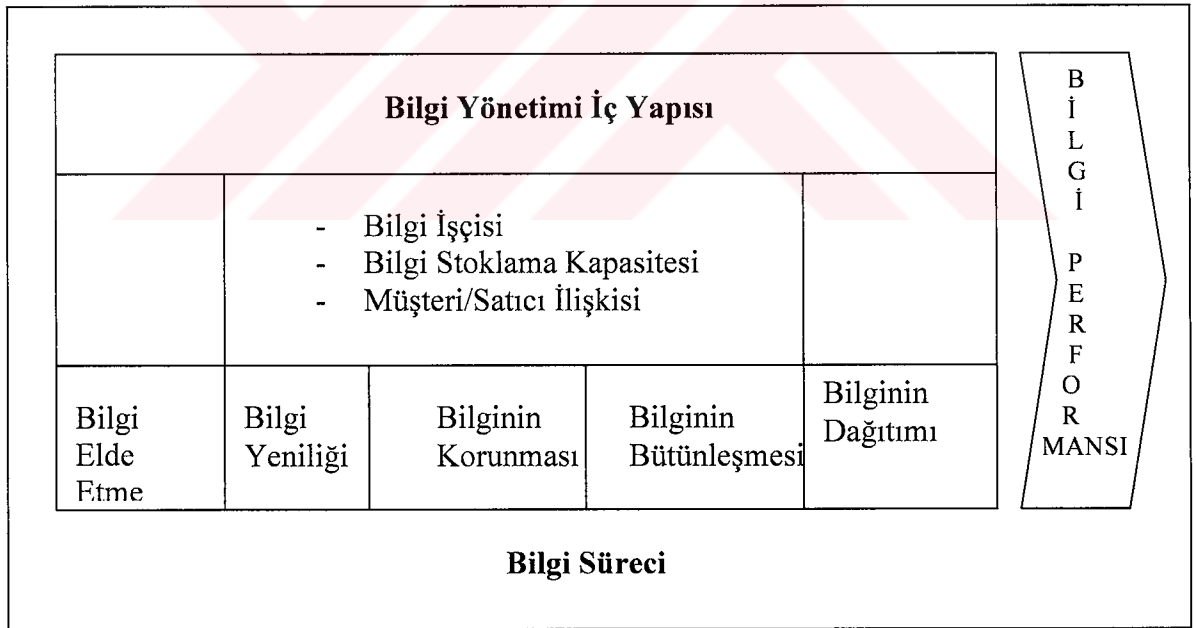 Bilgi Yönetimi İç Yapısı
- Bilgi İşçisi
- Bilgi Stoklama Kapasitesi
- Müşteri/Satıcı İlişkisi
Bilgi
Elde
Etme
Bilgi
Yeniliği
Bilginin
Korunması
Bilginin
Bütünleşmesi
Bilginin
Dağıtımı
Bilgi Süreci
B
İ
L
G
İ
P
E
R
F
O
R
MANSI